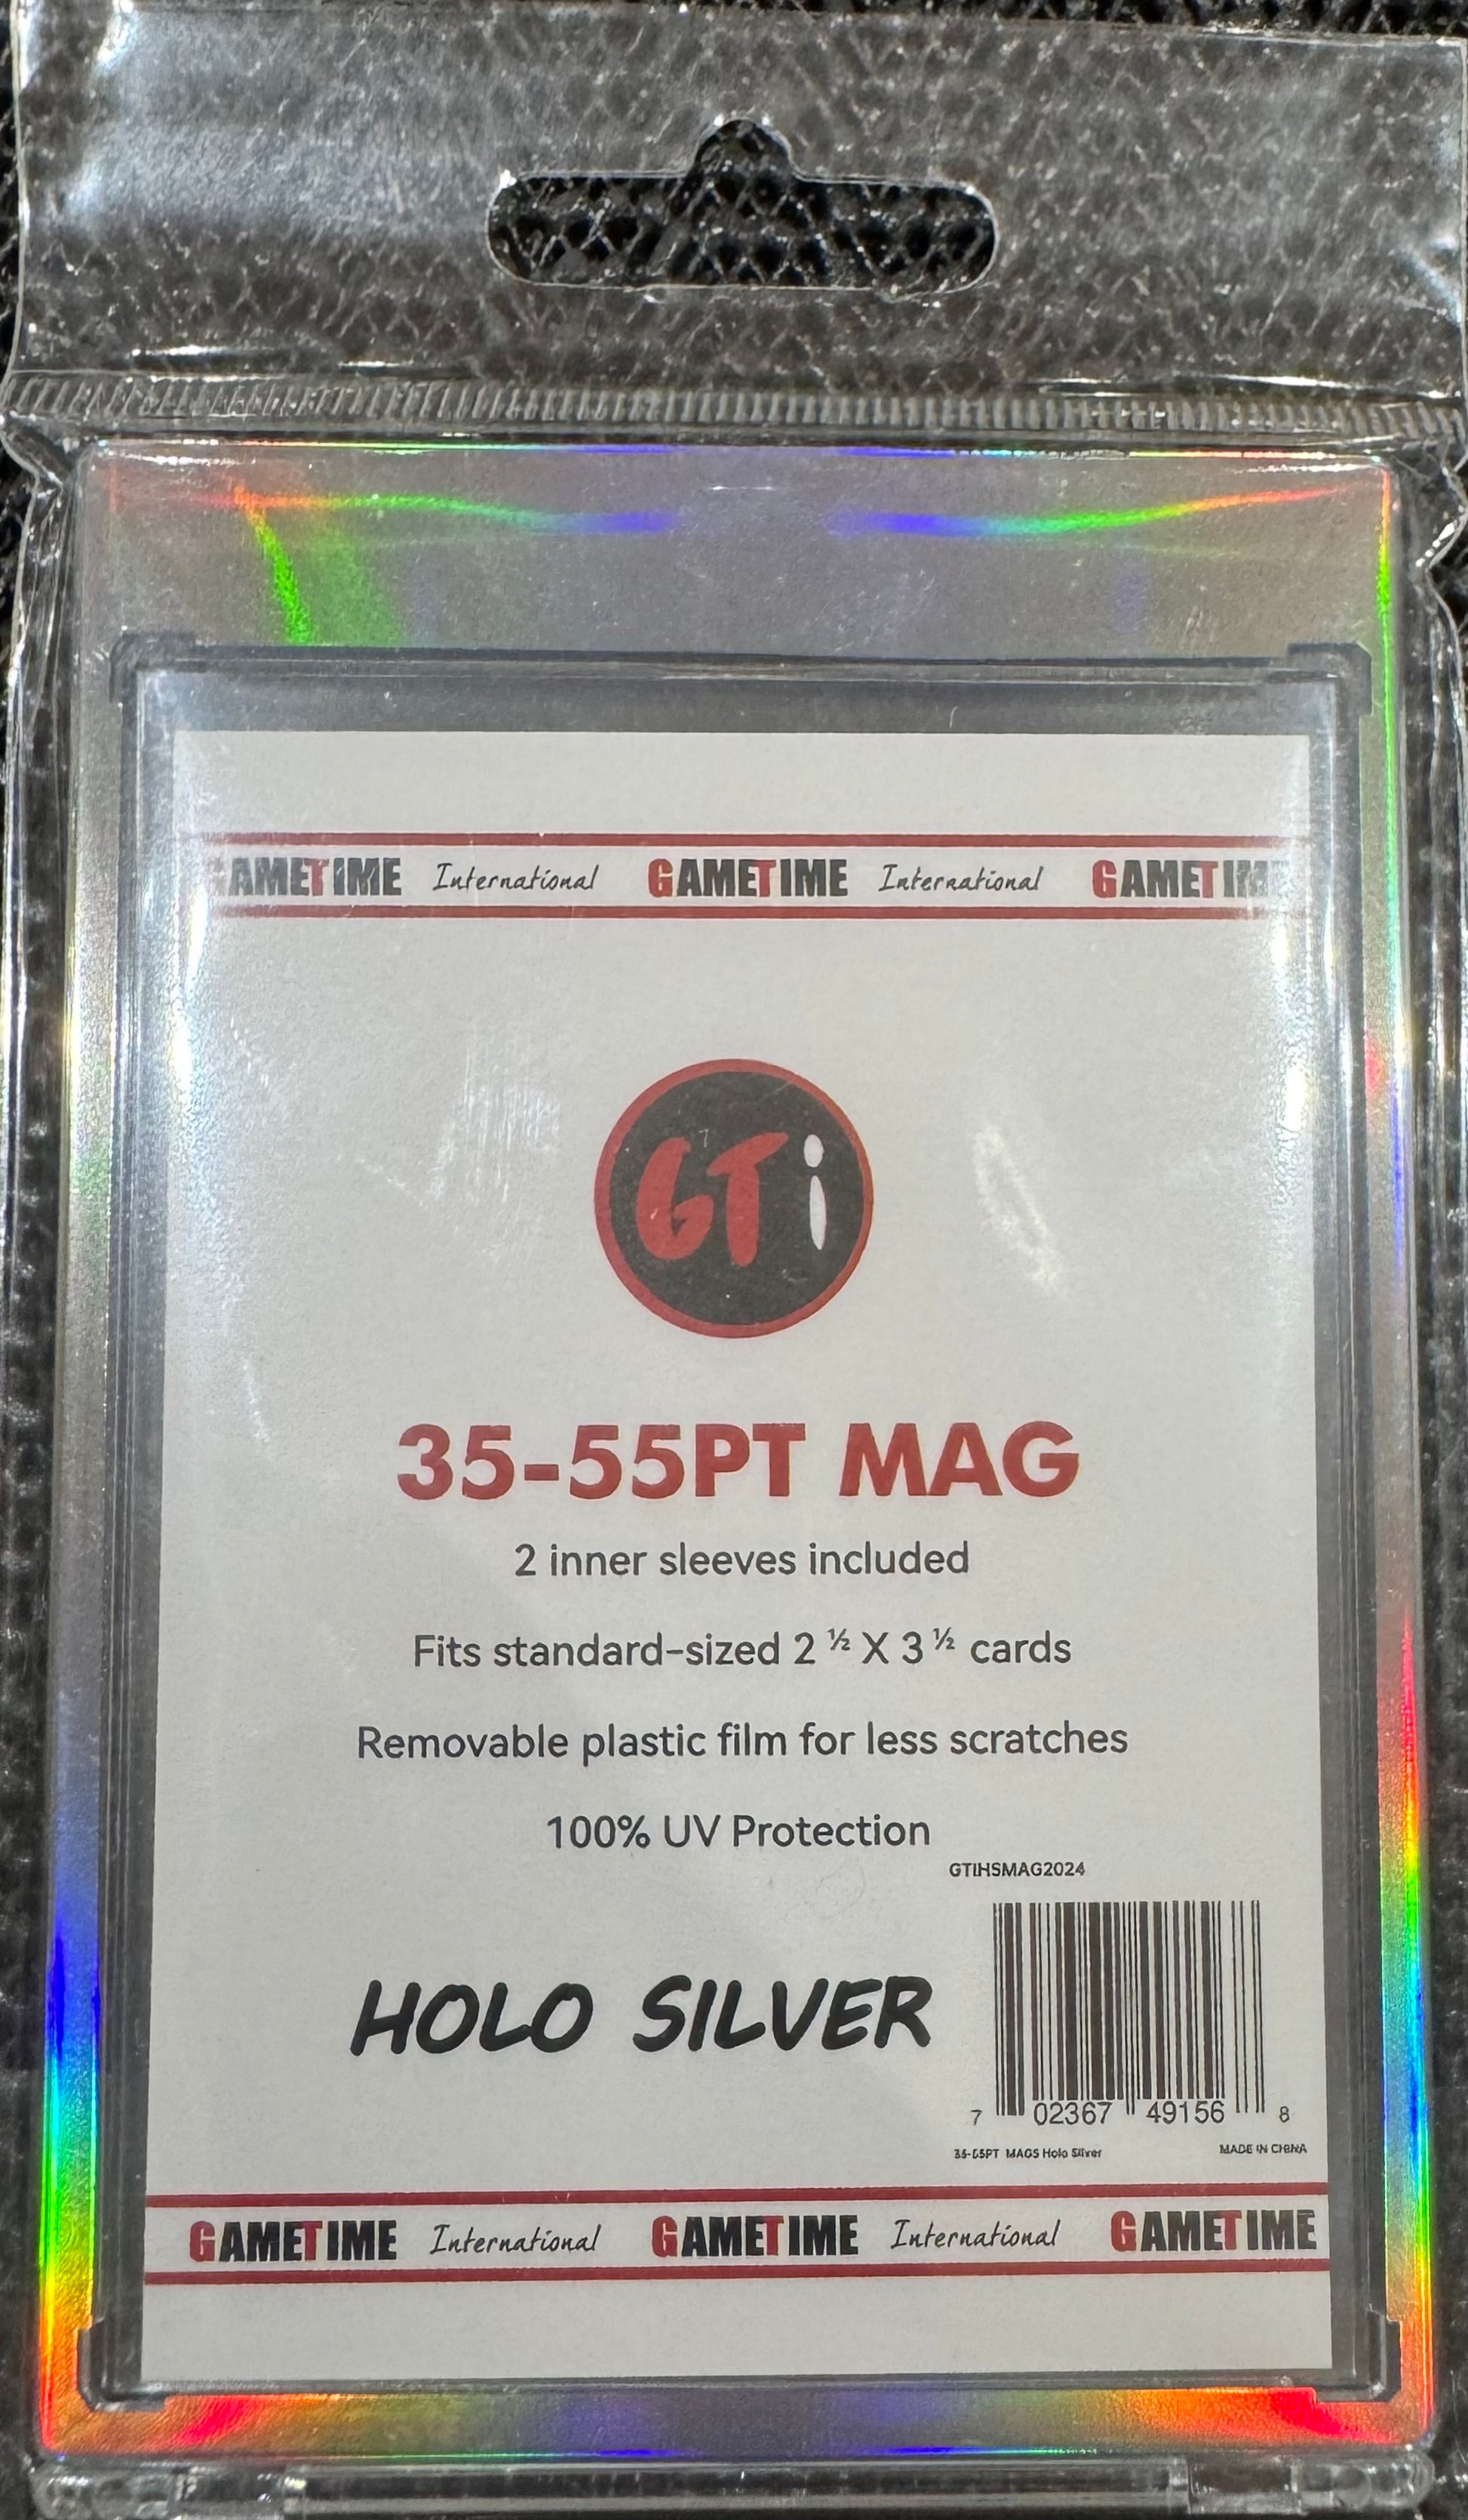 GAMETIME International GAMETIME International GAMETIME
GTi
35-55PT MAG
2 inner sleeves included
Fits standard-sized 2 ½ X 3 ½ cards
Removable plastic film for less scratches
100% UV Protection
GTIHSMAG2024
HOLO SILVER
7 02367 49156 8
35-55PT MAGS Holo Silver MADE IN CHINA
GAMETIME International GAMETIME International GAMETIME